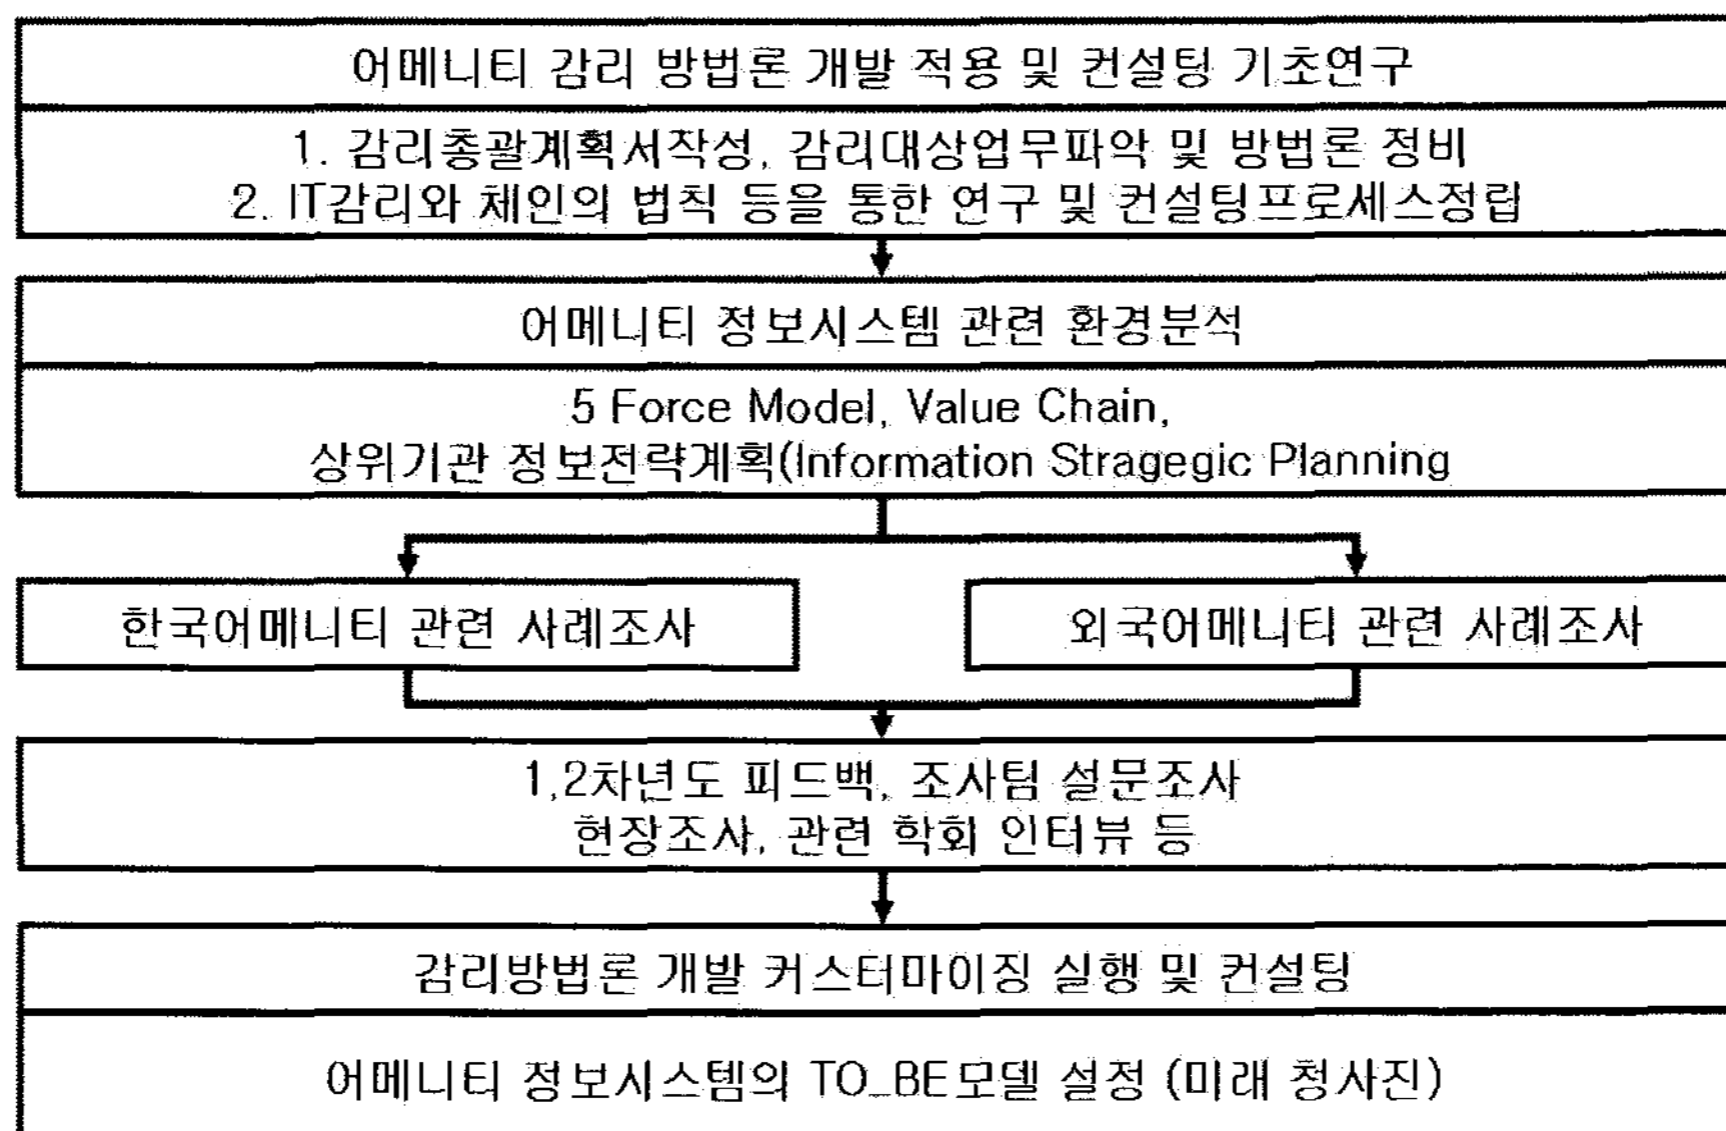 어메니티 감리 방법론 개발 적용 및 컨설팅 기초연구
1. 감리총괄계획서작성, 감리대상업무파악 및 방법론 정비
2. IT감리와 체인의 법칙 등을 통한 연구 및 컨설팅프로세스정립
어메니티 정보시스템 관련 환경분석
5 Force Model, Value Chain,
상위기관 정보전략계획(Information Stragegic Planning
한국어메니티 관련 사례조사
외국어메니티 관련 사례조사
1,2차년도 피드백, 조사팀 설문조사
현장조사, 관련 학회 인터뷰 등
감리방법론 개발 커스터마이징 실행 및 컨설팅
어메니티 정보시스템의 TO_BE모델 설정 (미래 청사진)